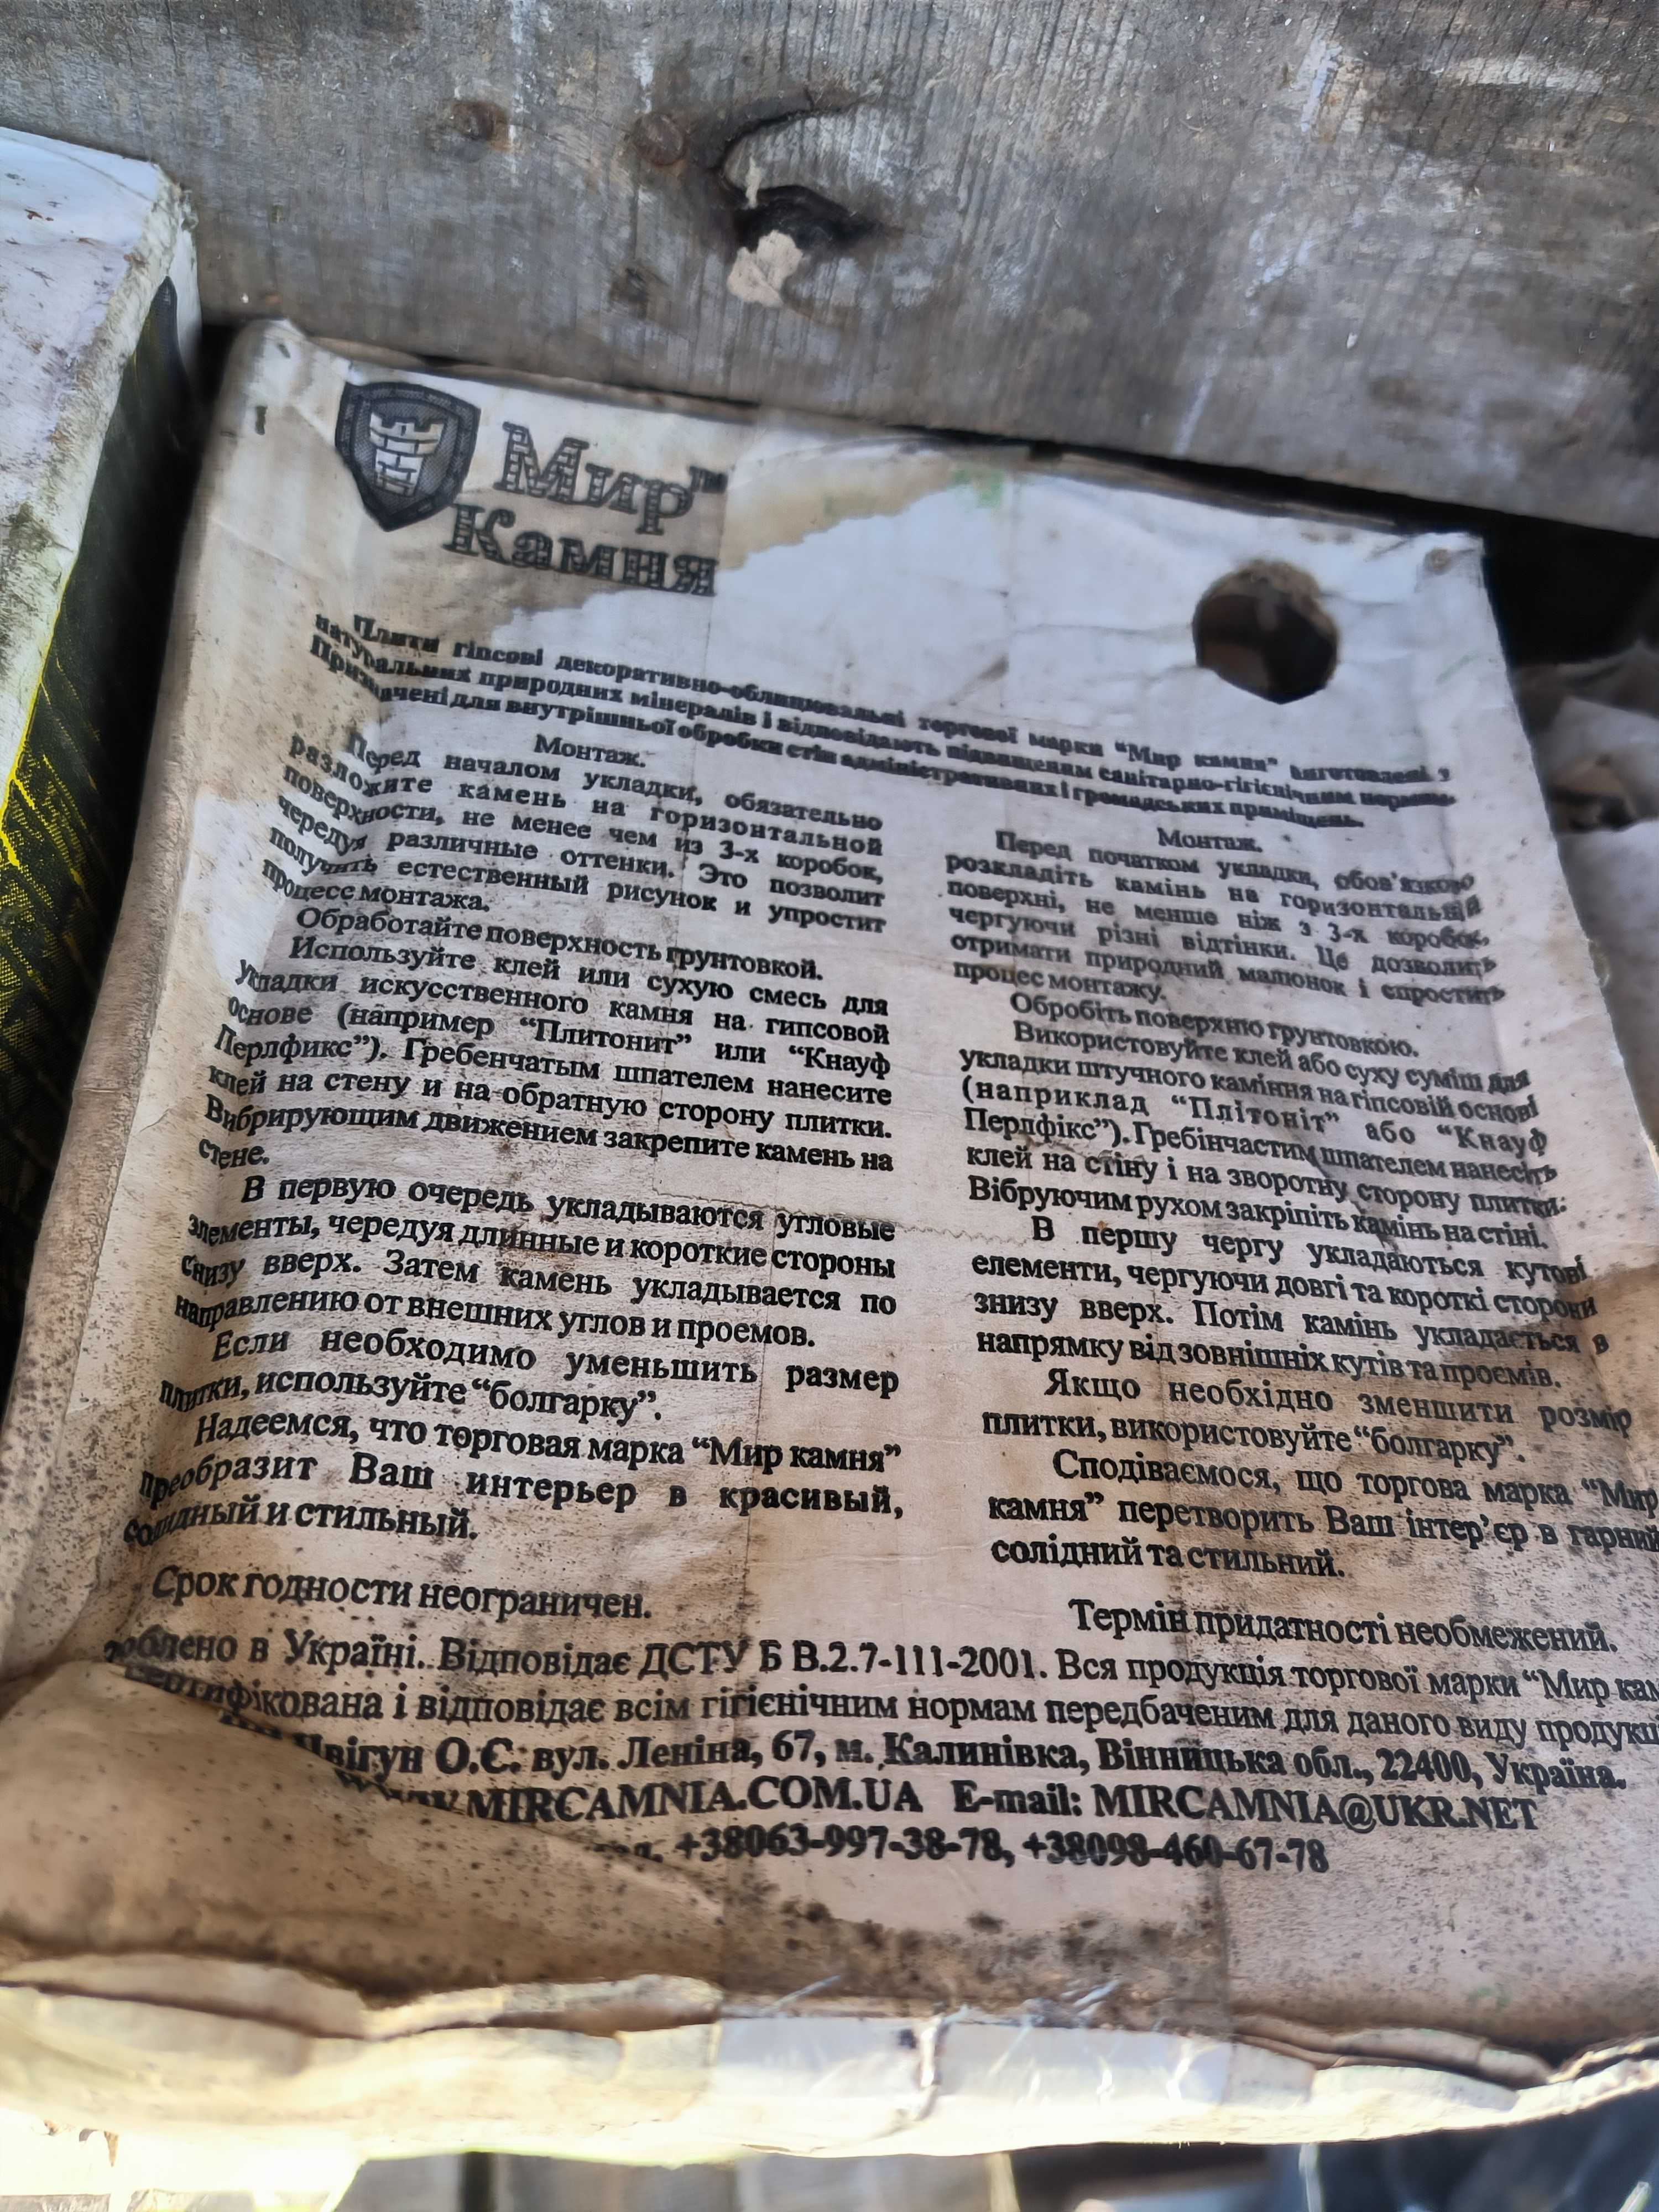 Мир™
Камня
Плити гіпсові декоративно-облицювальні торгової марки “Мир камня” виготовлені з
натуральних природних мінералів і відповідають підвищеним санітарно-гігієнічним нормам.
Призначені для внутрішньої обробки стін адміністративних і громадських приміщень.
Монтаж.
Перед началом укладки, обязательно
разложите камень на горизонтальной
поверхности, не менее чем из 3-х коробок,
чередуя различные оттенки. Это позволит
получить естественный рисунок и упростит
процесс монтажа.
Обработайте поверхность грунтовкой.
Используйте клей или сухую смесь для
укладки искусственного камня на гипсовой
основе (например “Плитонит” или “Кнауф
Перлфикс”). Гребенчатым шпателем нанесите
клей на стену и на обратную сторону плитки.
Вибрирующим движением закрепите камень на
стене.
В первую очередь укладываются угловые
элементы, чередуя длинные и короткие стороны
снизу вверх. Затем камень укладывается по
направлению от внешних углов и проемов.
Если необходимо уменьшить размер
плитки, используйте “болгарку”.
Надеемся, что торговая марка “Мир камня”
преобразит Ваш интерьер в красивый,
солидный и стильный.
Срок годности неограничен.
Монтаж.
Перед початком укладки, обов’язково
розкладіть камінь на горизонтальній
поверхні, не менше ніж з 3-х коробок,
чергуючи різні відтінки. Це дозволить
отримати природний малюнок і спростить
процес монтажу.
Обробіть поверхню грунтовкою.
Використовуйте клей або суху суміш для
укладки штучного каміння на гіпсовій основі
(наприклад “Плітоніт” або “Кнауф
Перлфікс”). Гребінчастим шпателем нанесіть
клей на стіну і на зворотну сторону плитки.
Вібруючим рухом закріпіть камінь на стіні.
В першу чергу укладаються кутові
елементи, чергуючи довгі та короткі сторони
знизу вверх. Потім камінь укладається в
напрямку від зовнішніх кутів та проемів.
Якщо необхідно зменшити розмір
плитки, використовуйте “болгарку”.
Сподіваємося, що торгова марка “Мир
камня” перетворить Ваш інтер’єр в гарний
солідний та стильний.
Термін придатності необмежений.
в Україні. Відповідає ДСТУ Б В.2.7-111-2001. Вся продукція торгової марки “Мир
і відповідає всім гігієнічним нормам передбаченим для даного виду
Цвігун О.Є. вул. Леніна, 67, м. Калинівка, Вінницька обл., 22400, Україна.
WWW.MIRCAMNIA.COM.UA E-mail: MIRCAMNIA@UKR.NET
+38063-997-38-78, +38098-460-67-78